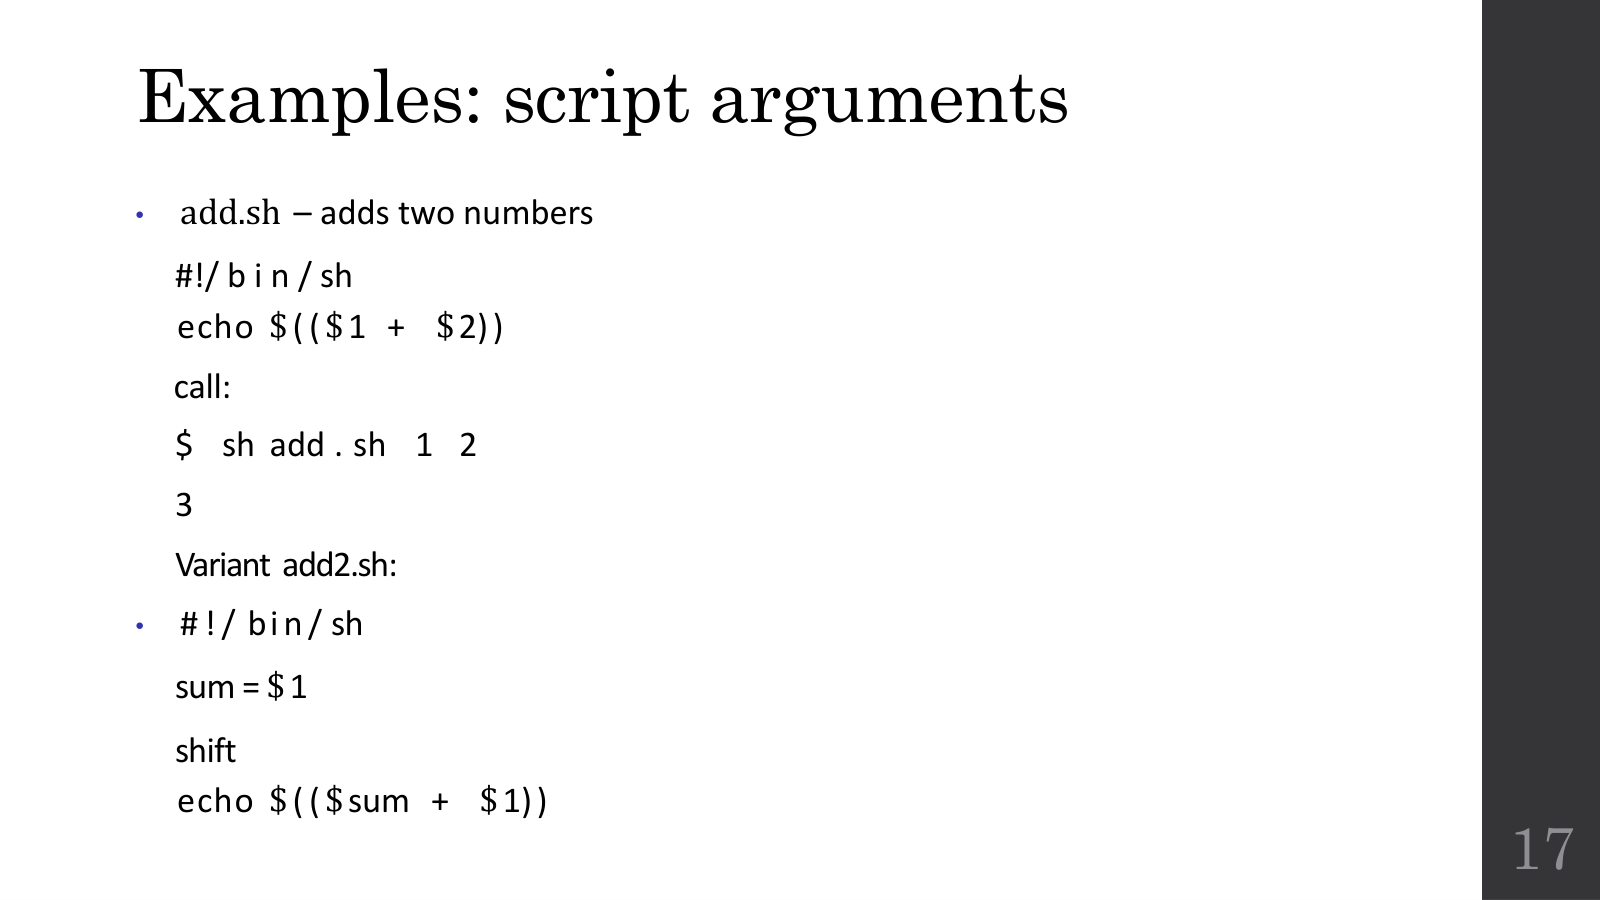 Examples: script arguments
• add.sh – adds two numbers
#!/ b i n / sh
echo $(($1 + $2))
call:
$ sh add . sh 1 2
3
Variant add2.sh:
• # ! / bin/ sh
sum = $ 1
shift
echo $(($sum + $1))
17